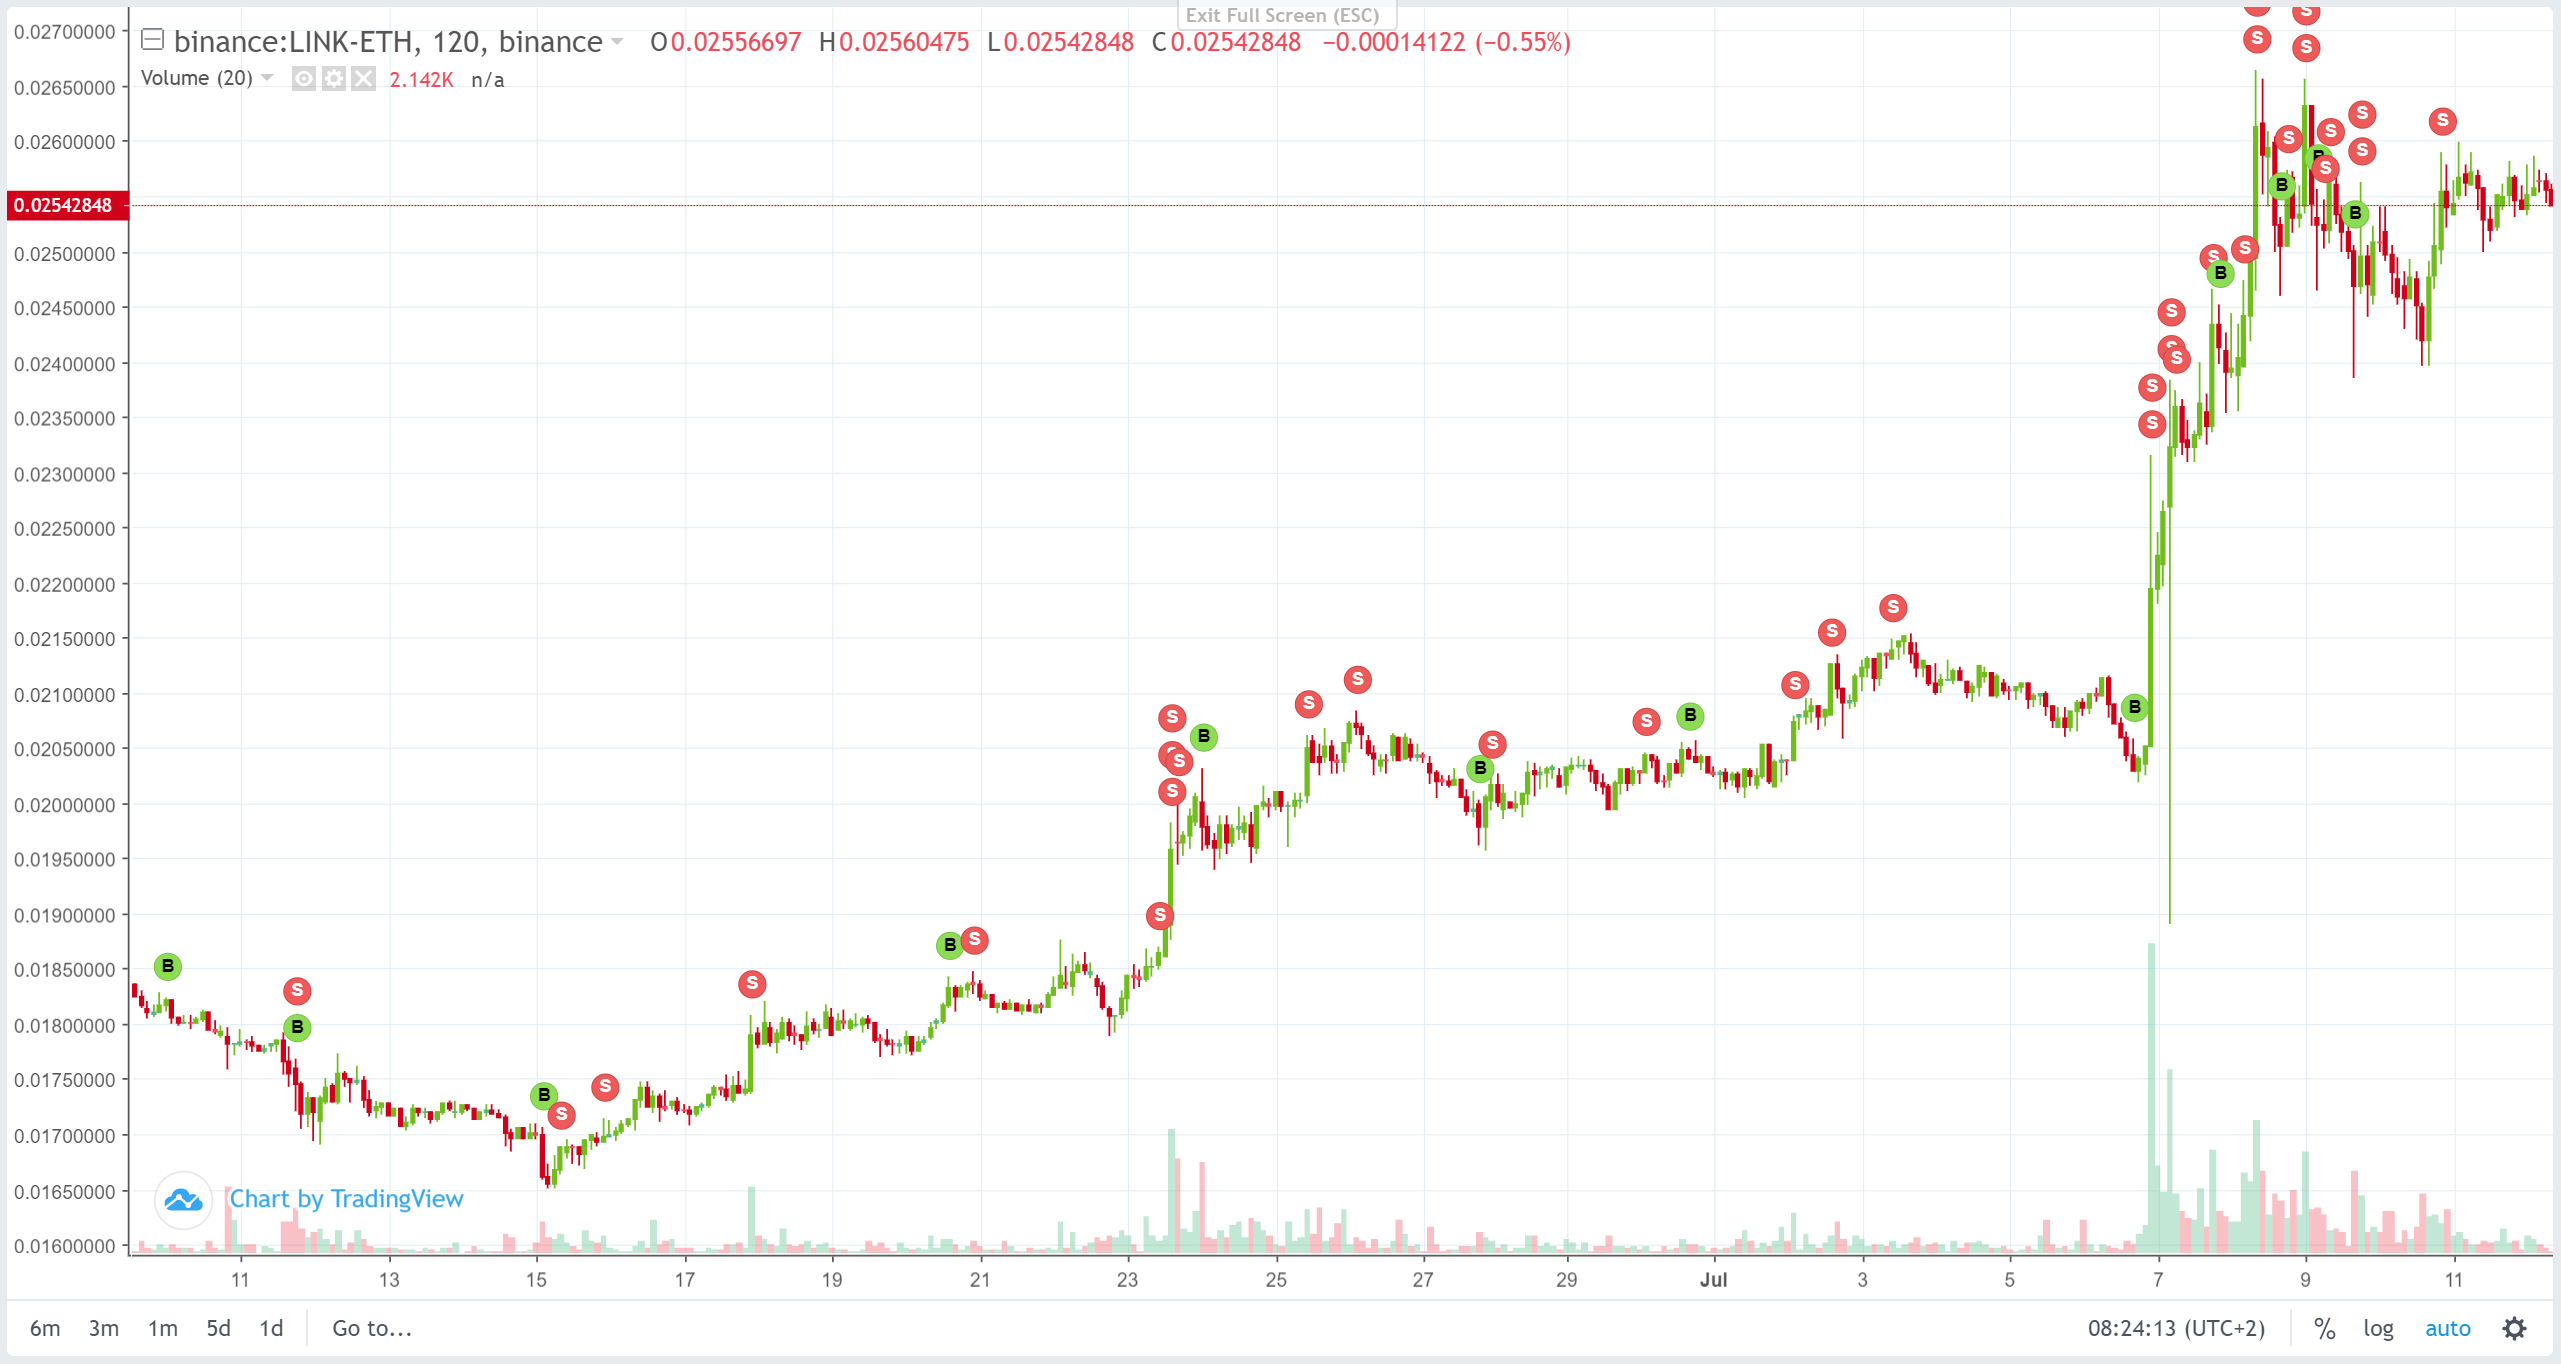 Exit Full Screen (ESC)
binance:LINK-ETH, 120, binance O0.02556697 H0.02560475 L0.02542848 C0.02542848 −0.00014122 (−0.55%)
Volume (20) 2.142K n/a
0.02700000
0.02650000
0.02600000
0.02542848
0.02500000
0.02450000
0.02400000
0.02350000
0.02300000
0.02250000
0.02200000
0.02150000
0.02100000
0.02050000
0.02000000
0.01950000
0.01900000
0.01850000
0.01800000
0.01750000
0.01700000
0.01650000
0.01600000
S
S
S
S
S
S
S
S
B
S
B
B
S
S
B
S
S
S
S
S
S
B
S
S
S
S
S
B
S
S
S
S
B
S
S
B
S
B
S
B
S
B
S
B
S
S
S
B
Chart by TradingView
11 13 15 17 19 21 23 25 27 29 Jul 3 5 7 9 11
6m 3m 1m 5d 1d Go to... 08:24:13 (UTC+2) % log auto